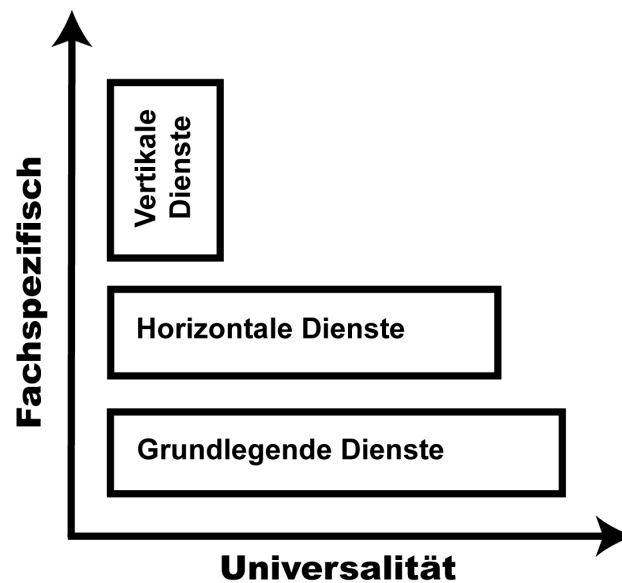 Fachspezifisch
Vertikale
Dienste
Horizontale Dienste
Grundlegende Dienste
Universalität